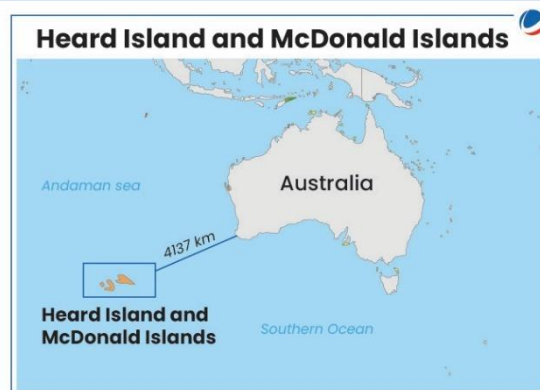 Heard Island and McDonald Islands
Andaman sea
Australia
4137 km
Heard Island and
McDonald Islands
Southern Ocean